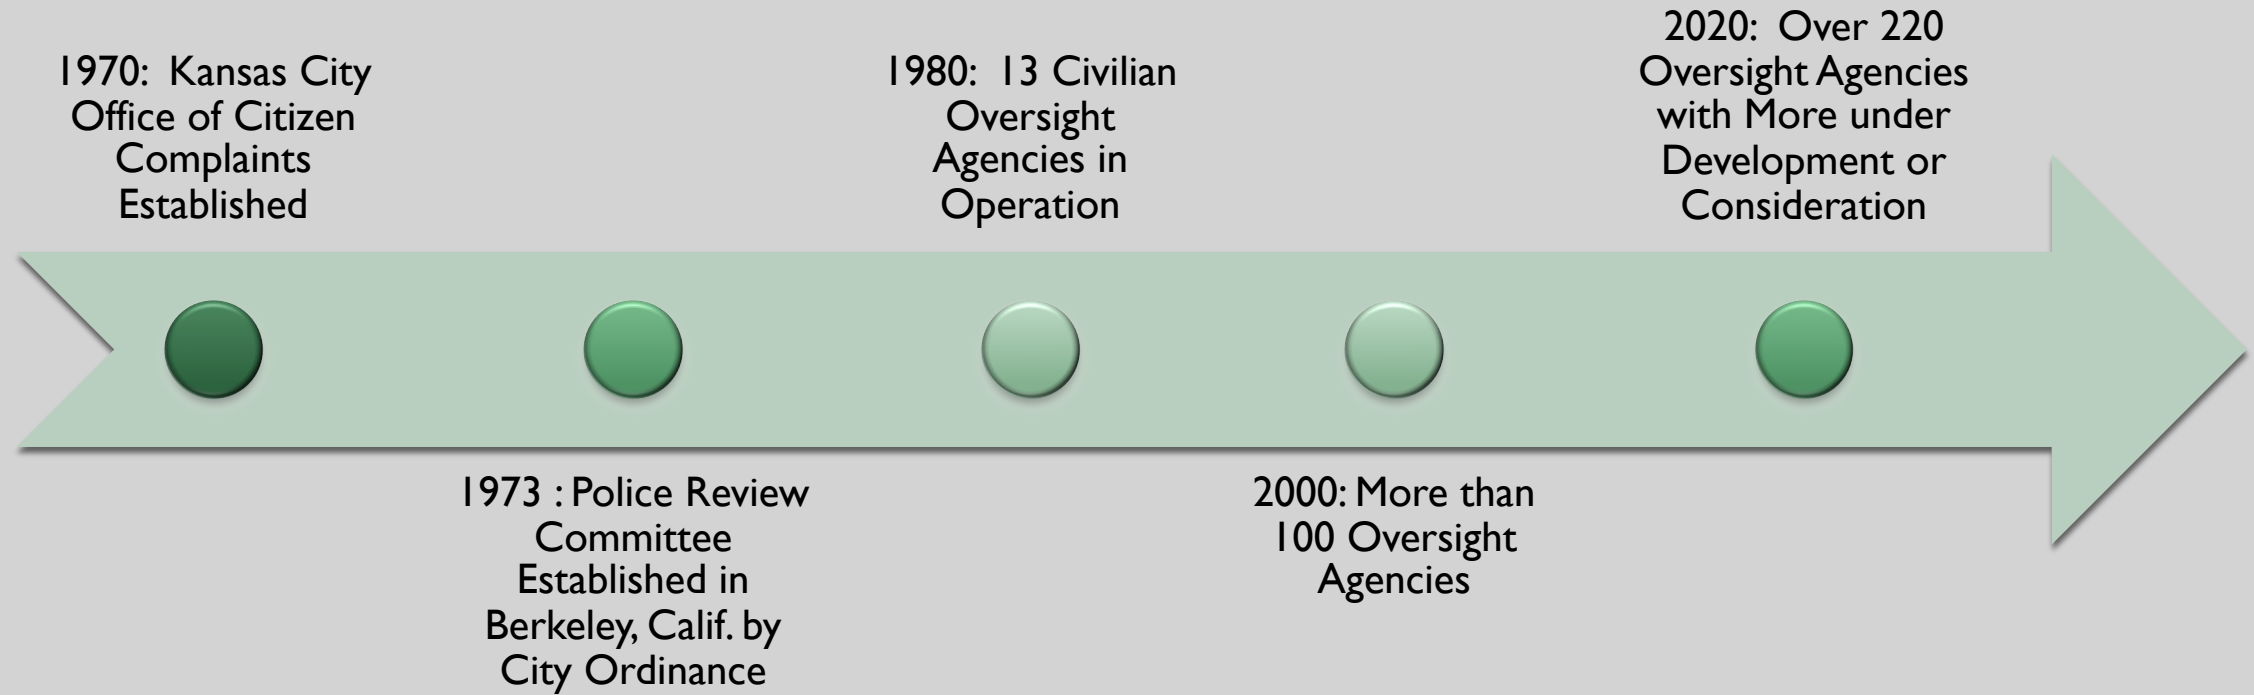 1970: Kansas City
Office of Citizen
Complaints
Established
1973 : Police Review
Committee
Established in
Berkeley, Calif. by
City Ordinance
1980: 13 Civilian
Oversight
Agencies in
Operation
2000: More than
100 Oversight
Agencies
2020: Over 220
Oversight Agencies
with More under
Development or
Consideration